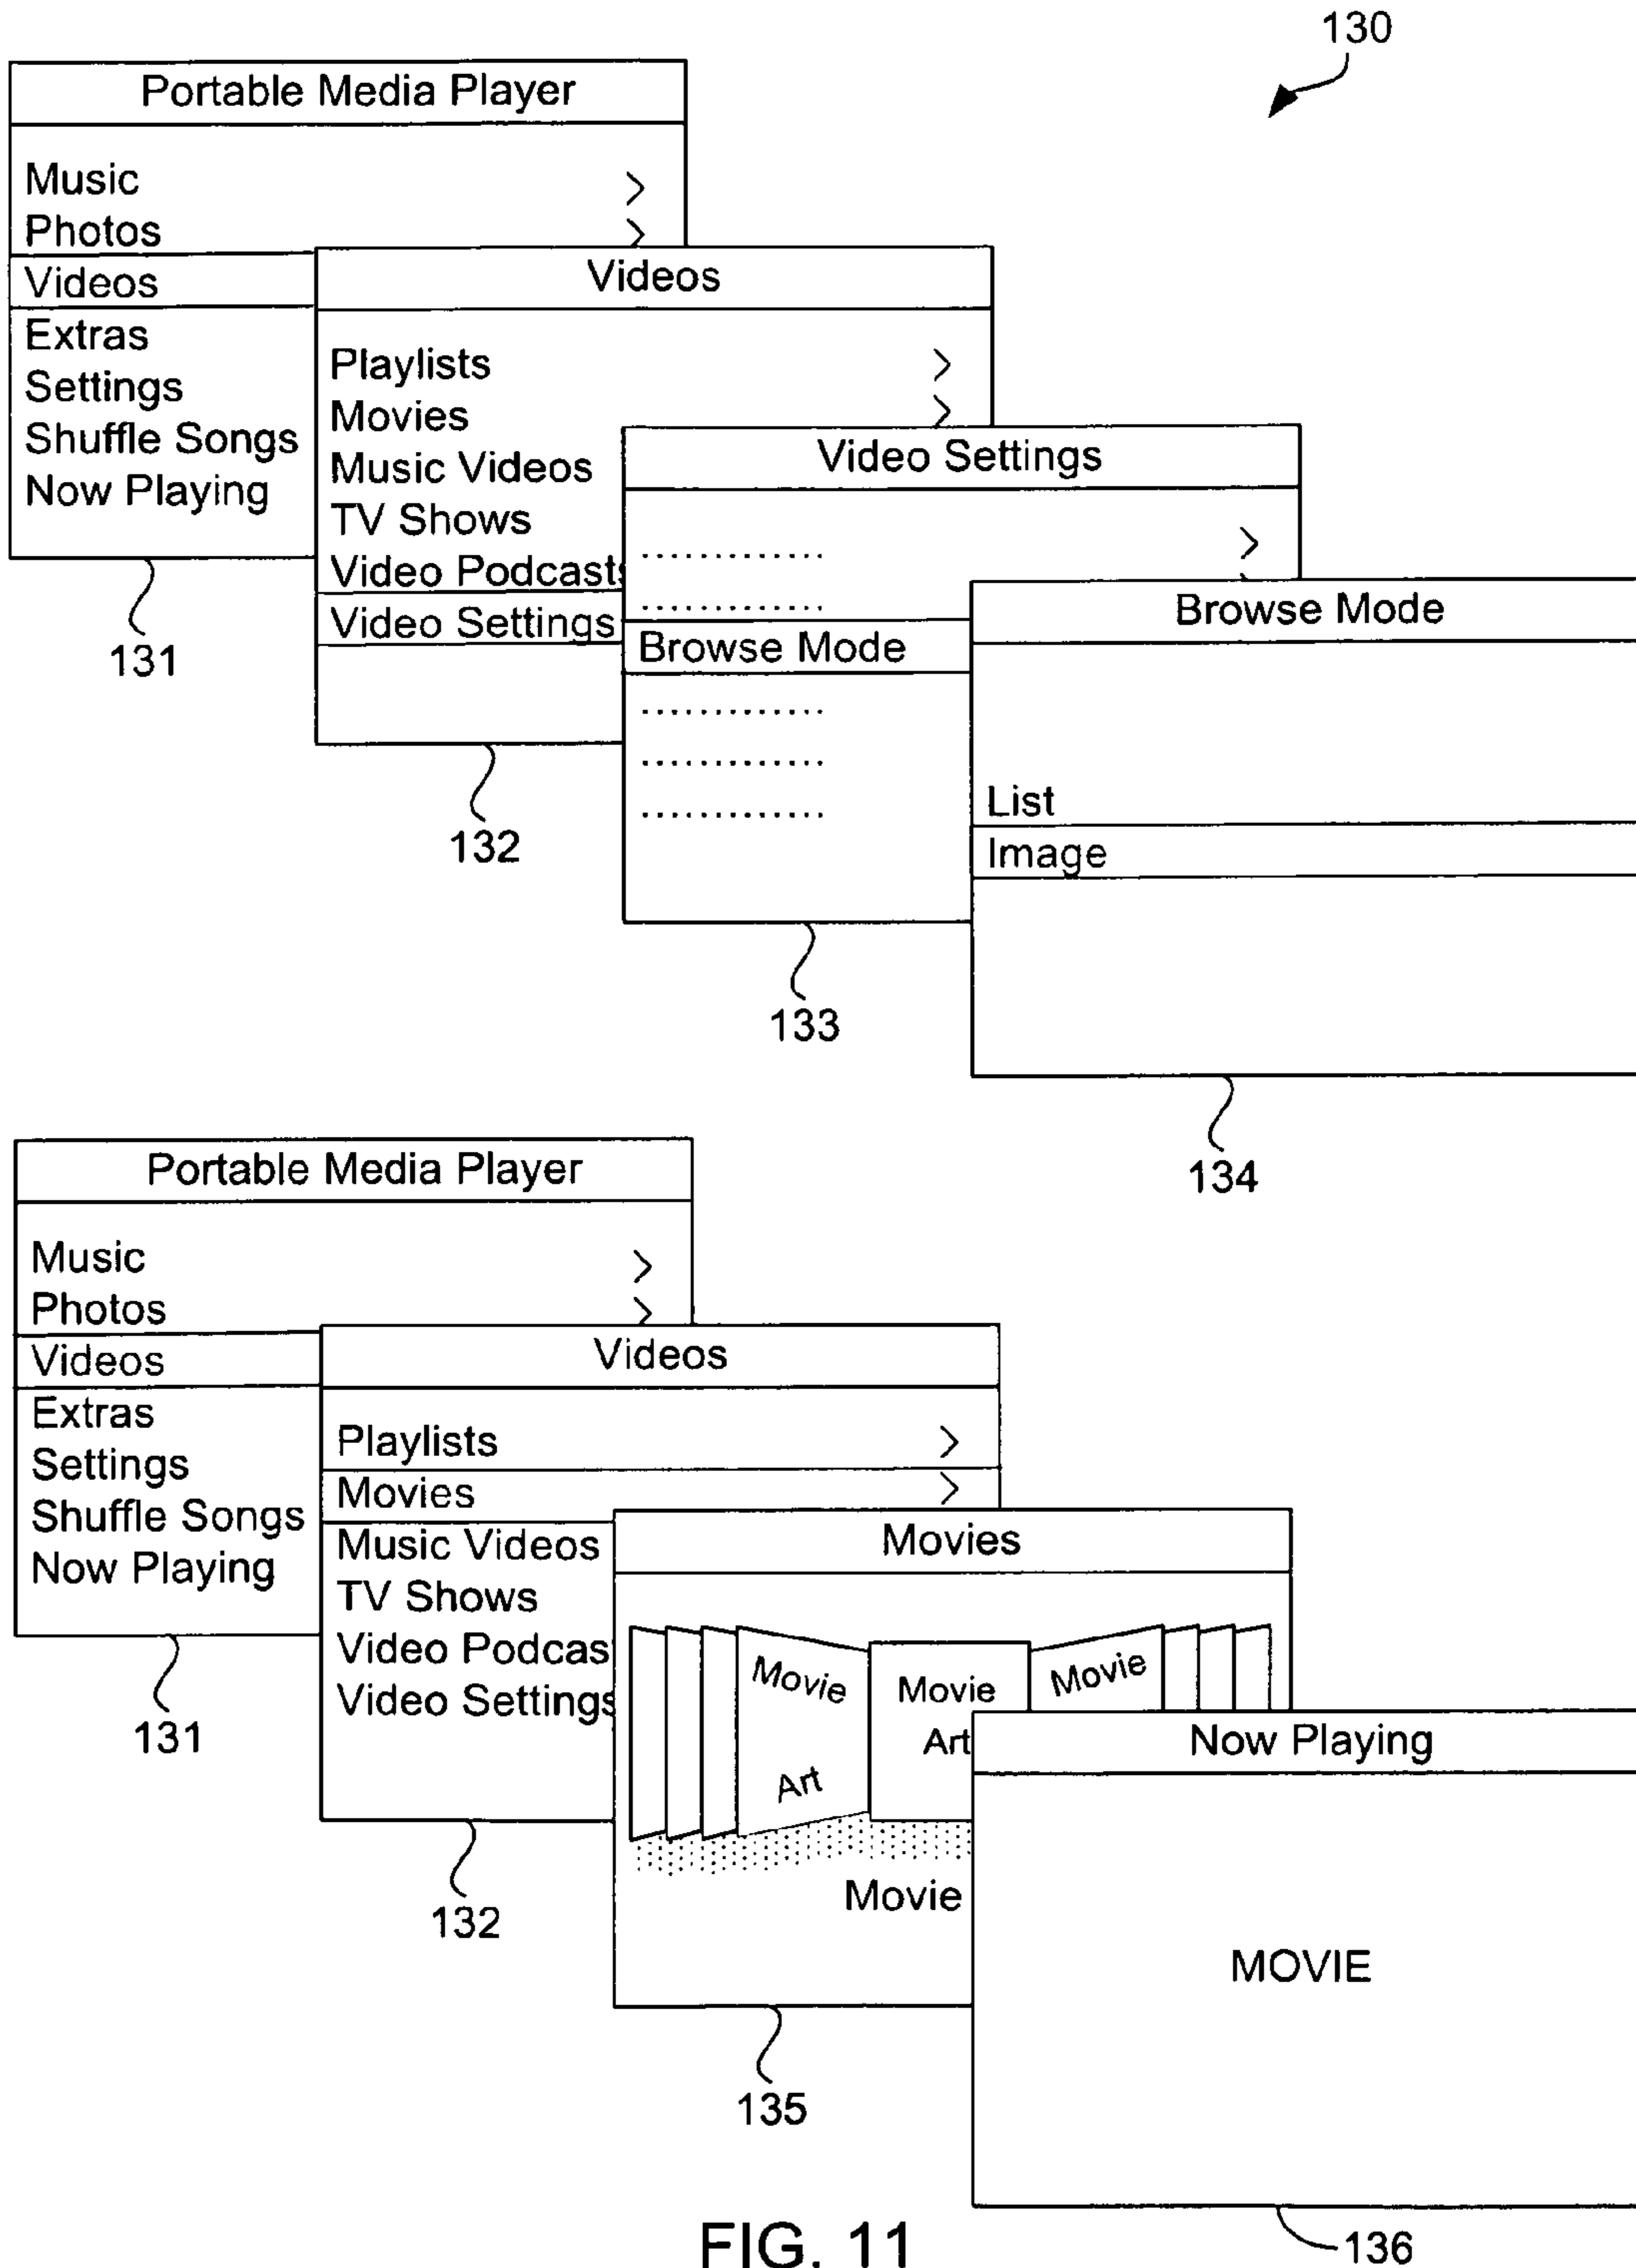 130
Portable Media Player
Music >
Photos >
Videos
Extras
Settings
Shuffle Songs
Now Playing
131
Videos
Playlists >
Movies >
Music Videos
TV Shows
Video Podcasts
Video Settings
132
Video Settings
............. >
.............
Browse Mode
.............
.............
.............
133
Browse Mode
List
Image
134
Portable Media Player
Music >
Photos >
Videos
Extras
Settings
Shuffle Songs
Now Playing
131
Videos
Playlists >
Movies >
Music Videos
TV Shows
Video Podcas
Video Settings
132
Movies
Movie
Art
Movie
Art
Movie
Movie
135
Now Playing
MOVIE
136
FIG. 11